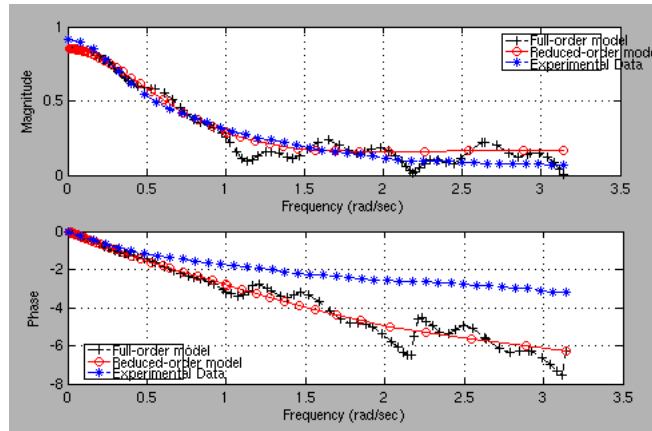 1
0.5
0
Magnitude
Full-order model
Reduced-order model
Experimental Data
0 0.5 1 1.5 2 2.5 3 3.5
Frequency (rad/sec)
0
-2
-4
-6
-8
Phase
Full-order model
Reduced-order model
Experimental Data
0 0.5 1 1.5 2 2.5 3 3.5
Frequency (rad/sec)